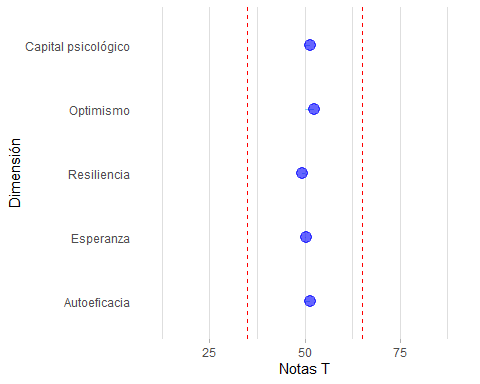 Dimensión
Capital psicológico
Optimismo
Resiliencia
Esperanza
Autoeficacia
25 50 75
Notas T